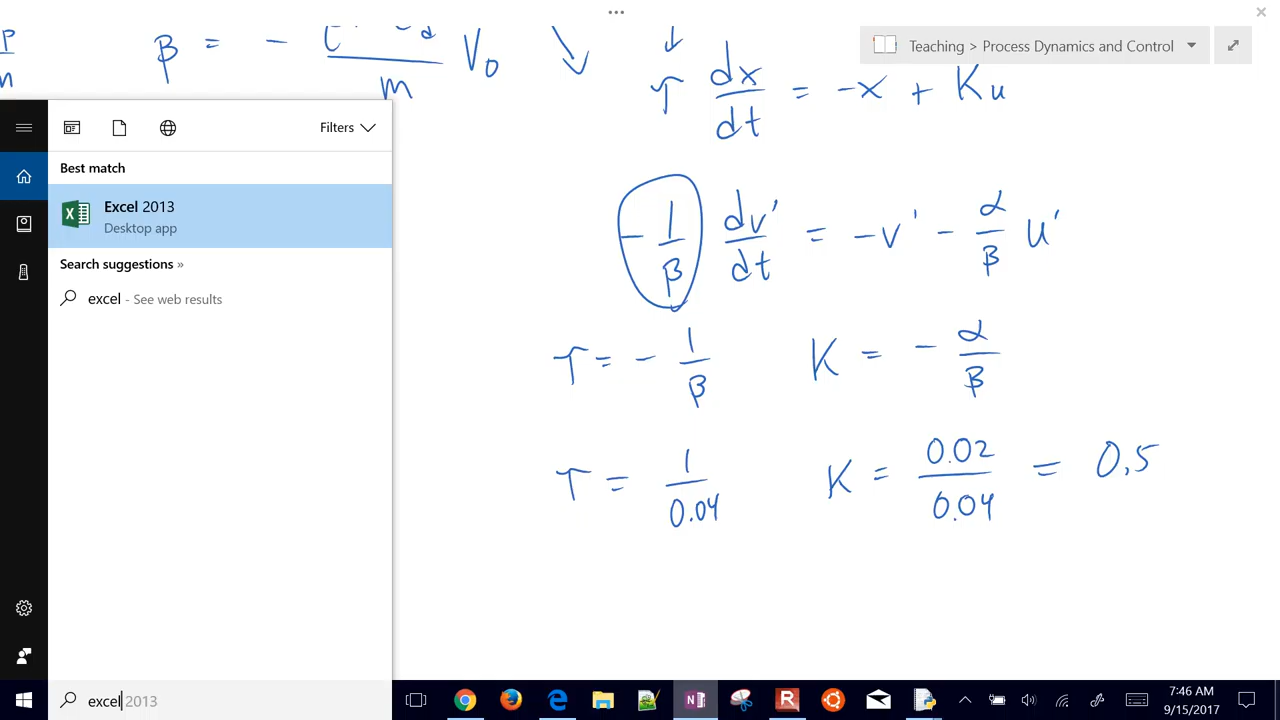 Teaching > Process Dynamics and Control
β = - V₀
m
τ dx/dt = -x + Ku
Filters
Best match
Excel 2013
Desktop app
Search suggestions »
excel - See web results
- 1/β dv'/dt = -v' - α/β u'
τ = - 1/β K = - α/β
τ = 1/0.04 K = 0.02/0.04 = 0.5
excel 2013
7:46 AM
9/15/2017